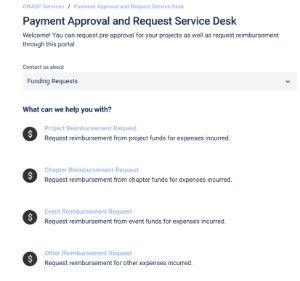 ONASP Services / Payment Approval and Request Service Desk
Payment Approval and Request Service Desk
Welcome! You can request pre-approval for your projects as well as request reimbursement
through this portal
Contact us about
Funding Requests
What can we help you with?
$
Project Reimbursement Request
Request reimbursement from project funds for expenses incurred.
$
Chapter Reimbursement Request
Request reimbursement from chapter funds for expenses incurred.
$
Event Reimbursement Request
Request reimbursement from event funds for expenses incurred.
$
Other Reimbursement Request
Request reimbursement for other expenses incurred.